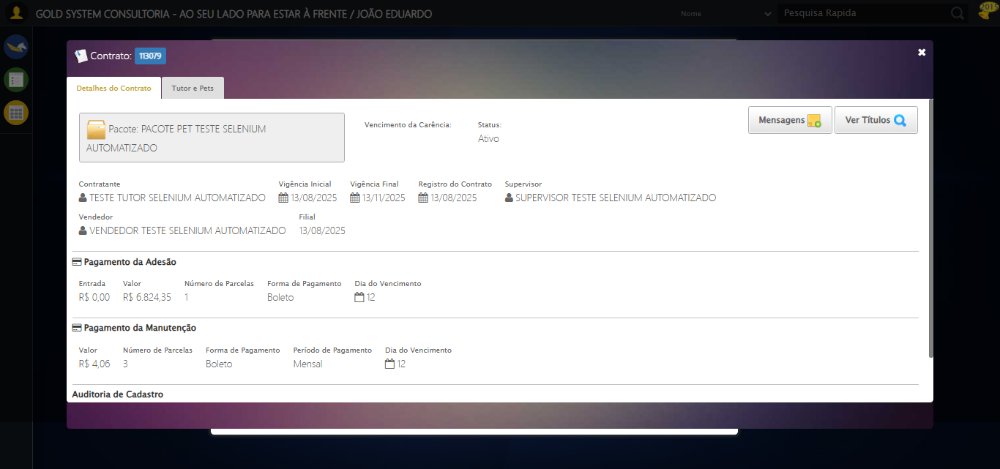 GOLD SYSTEM CONSULTORIA - AO SEU LADO PARA ESTAR À FRENTE / JOÃO EDUARDO
Nome
Pesquisa Rapida
2015
Contrato: 113079
Detalhes do Contrato
Tutor e Pets
Pacote: PACOTE PET TESTE SELENIUM
AUTOMATIZADO
Vencimento da Carência:
Status:
Ativo
Mensagens
Ver Títulos
Contratante
TESTE TUTOR SELENIUM AUTOMATIZADO
Vigência Inicial
13/08/2025
Vigência Final
13/11/2025
Registro do Contrato
13/08/2025
Supervisor
SUPERVISOR TESTE SELENIUM AUTOMATIZADO
Vendedor
VENDEDOR TESTE SELENIUM AUTOMATIZADO
Filial
13/08/2025
Pagamento da Adesão
Entrada
R$ 0,00
Valor
R$ 6.824,35
Número de Parcelas
1
Forma de Pagamento
Boleto
Dia do Vencimento
12
Pagamento da Manutenção
Valor
R$ 4,06
Número de Parcelas
3
Forma de Pagamento
Boleto
Período de Pagamento
Mensal
Dia do Vencimento
12
Auditoria de Cadastro